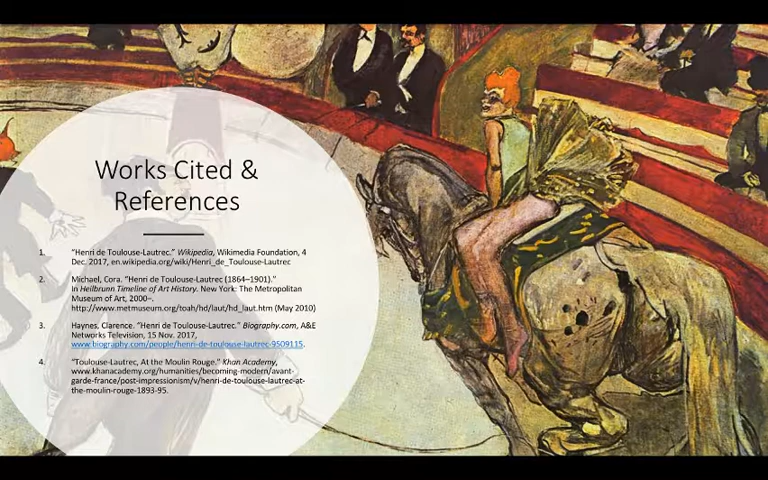 Works Cited &
References
1. "Henri de Toulouse-Lautrec." Wikipedia, Wikimedia Foundation, 4
Dec. 2017, en.wikipedia.org/wiki/Henri_de_Toulouse-Lautrec
2. Michael, Cora. "Henri de Toulouse-Lautrec (1864–1901)."
In Heilbrunn Timeline of Art History. New York: The Metropolitan
Museum of Art, 2000–.
http://www.metmuseum.org/toah/hd/laut/hd_laut.htm (May 2010)
3. Haynes, Clarence. "Henri de Toulouse-Lautrec." Biography.com, A&E
Networks Television, 15 Nov. 2017,
www.biography.com/people/henri-de-toulouse-lautrec-9509115.
4. "Toulouse-Lautrec, At the Moulin Rouge." Khan Academy,
www.khanacademy.org/humanities/becoming-modern/avant-
garde-france/post-impressionism/v/henri-de-toulouse-lautrec-at-
the-moulin-rouge-1893-95.